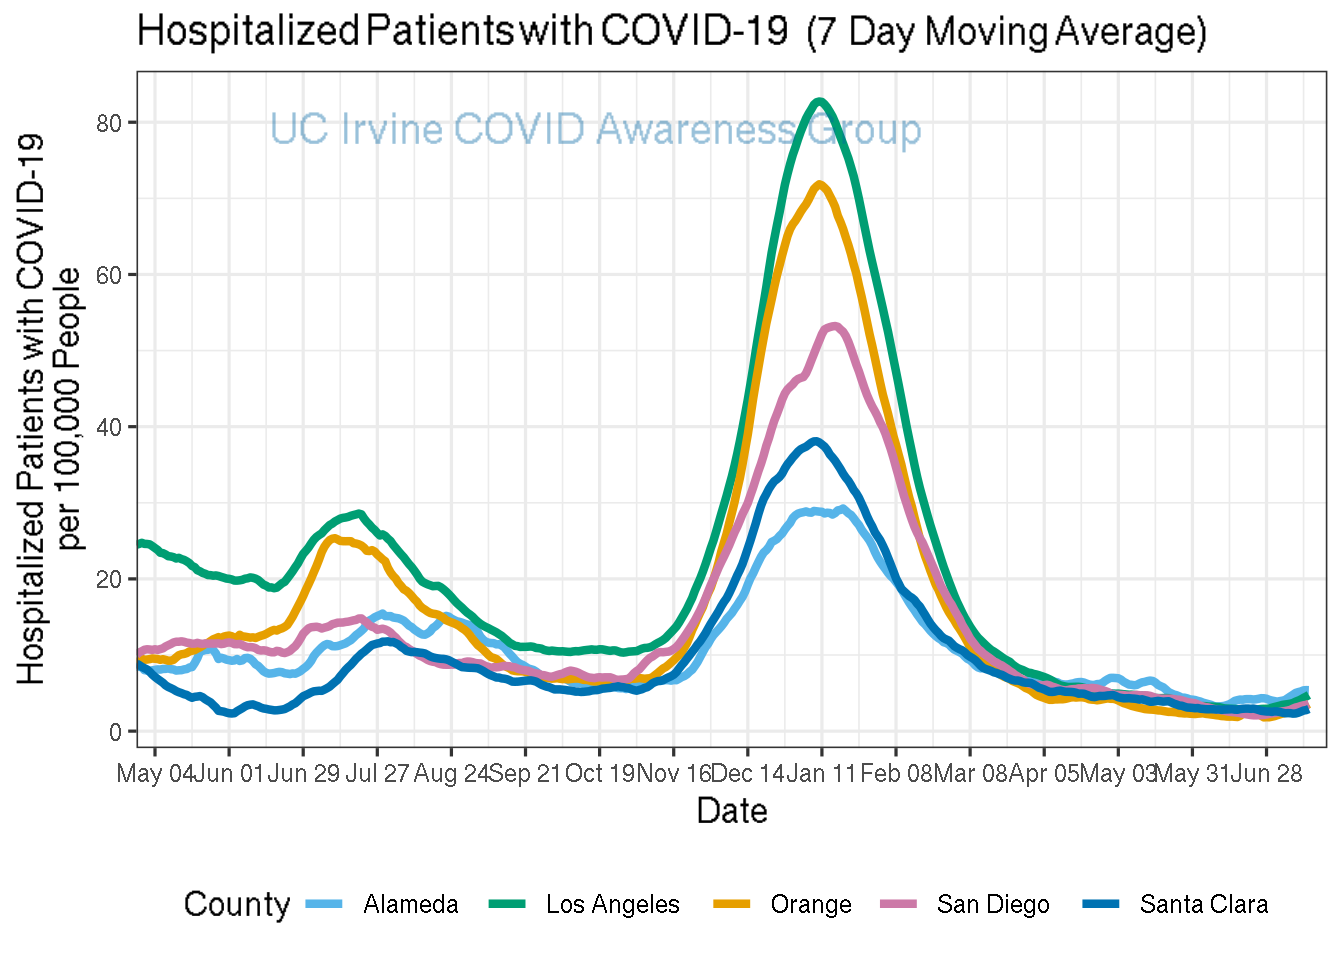 Hospitalized Patients with COVID-19 (7 Day Moving Average)
UC Irvine COVID Awareness Group
Hospitalized Patients with COVID-19
per 100,000 People
80
60
40
20
0
May 04 Jun 01 Jun 29 Jul 27 Aug 24 Sep 21 Oct 19 Nov 16 Dec 14 Jan 11 Feb 08 Mar 08 Apr 05 May 03 May 31 Jun 28
Date
County Alameda Los Angeles Orange San Diego Santa Clara